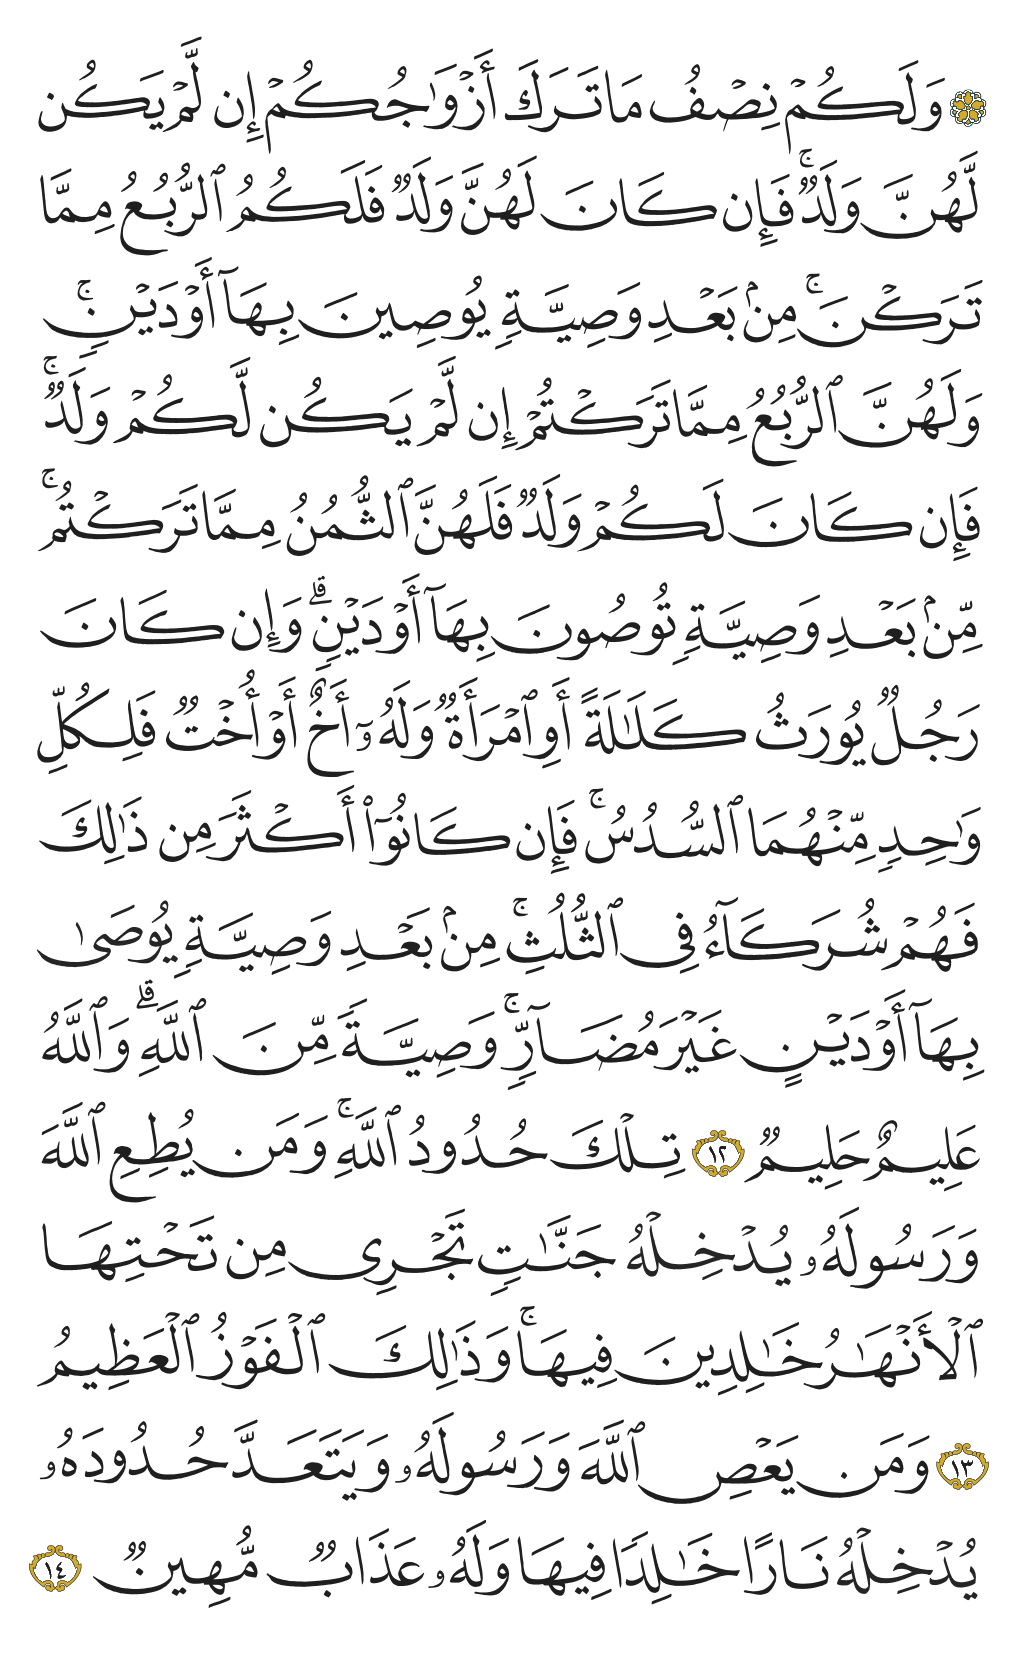 ۞ وَلَكُمۡ نِصۡفُ مَا تَرَكَ أَزۡوَٰجُكُمۡ إِن لَّمۡ يَكُن
لَّهُنَّ وَلَدٞۚ فَإِن كَانَ لَهُنَّ وَلَدٞ فَلَكُمُ ٱلرُّبُعُ مِمَّا
تَرَكۡنَۚ مِنۢ بَعۡدِ وَصِيَّةٖ يُوصِينَ بِهَآ أَوۡ دَيۡنٖۚ
وَلَهُنَّ ٱلرُّبُعُ مِمَّا تَرَكۡتُمۡ إِن لَّمۡ يَكُن لَّكُمۡ وَلَدٞۚ
فَإِن كَانَ لَكُمۡ وَلَدٞ فَلَهُنَّ ٱلثُّمُنُ مِمَّا تَرَكۡتُمۚ
مِّنۢ بَعۡدِ وَصِيَّةٖ تُوصُونَ بِهَآ أَوۡ دَيۡنٖۗ وَإِن كَانَ
رَجُلٞ يُورَثُ كَلَٰلَةً أَوِ ٱمۡرَأَةٞ وَلَهُۥٓ أَخٌ أَوۡ أُخۡتٞ فَلِكُلِّ
وَٰحِدٖ مِّنۡهُمَا ٱلسُّدُسُۚ فَإِن كَانُوٓاْ أَكۡثَرَ مِن ذَٰلِكَ
فَهُمۡ شُرَكَآءُ فِي ٱلثُّلُثِۚ مِنۢ بَعۡدِ وَصِيَّةٖ يُوصَىٰ
بِهَآ أَوۡ دَيۡنٍ غَيۡرَ مُضَآرّٖۚ وَصِيَّةٗ مِّنَ ٱللَّهِۗ وَٱللَّهُ
عَلِيمٌ حَلِيمٞ ١٢ تِلۡكَ حُدُودُ ٱللَّهِۚ وَمَن يُطِعِ ٱللَّهَ
وَرَسُولَهُۥ يُدۡخِلۡهُ جَنَّٰتٖ تَجۡرِي مِن تَحۡتِهَا
ٱلۡأَنۡهَٰرُ خَٰلِدِينَ فِيهَاۚ وَذَٰلِكَ ٱلۡفَوۡزُ ٱلۡعَظِيمُ
١٣ وَمَن يَعۡصِ ٱللَّهَ وَرَسُولَهُۥ وَيَتَعَدَّ حُدُودَهُۥ
يُدۡخِلۡهُ نَارًا خَٰلِدٗا فِيهَا وَلَهُۥ عَذَابٞ مُّهِينٞ ١٤